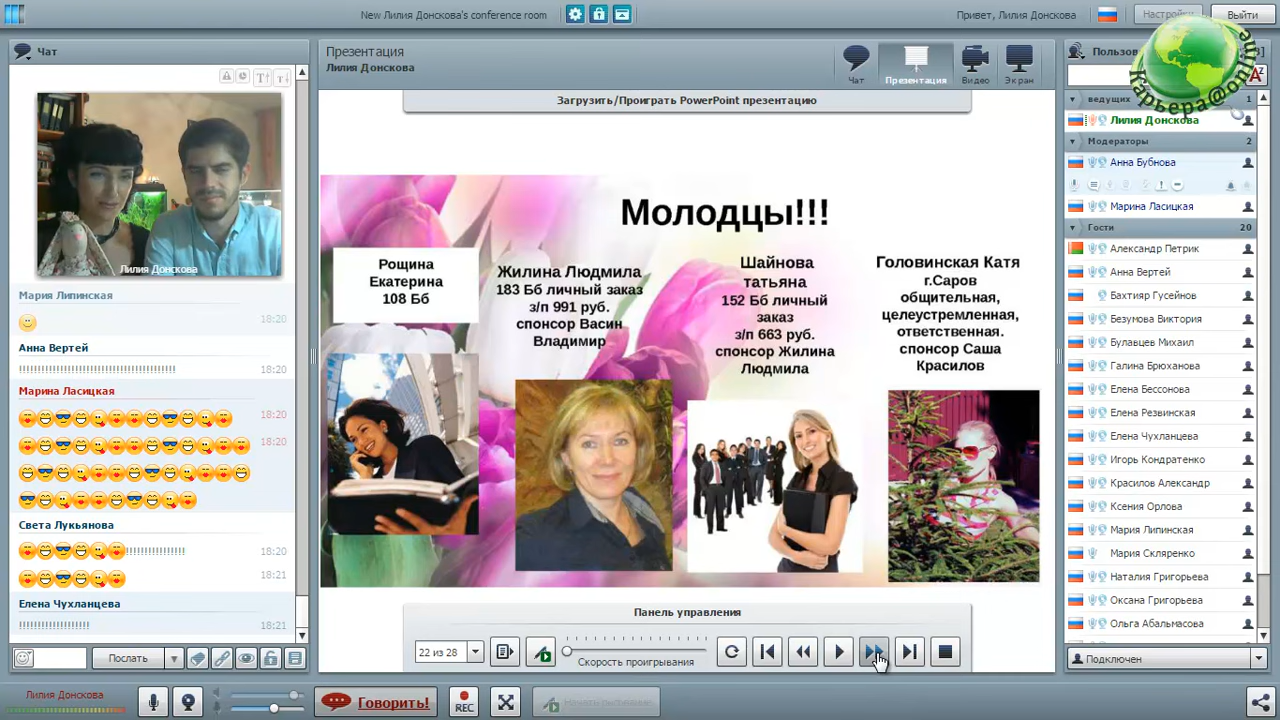 New Лилия Донскова's conference room
Привет, Лилия Донскова
Настройки
Выйти
Чат
Лилия Донскова
Мария Липинская
18:20
Анна Вертей
!!!!!!!!!!!!!!!!!!!!!!!!!!!!!!!!!!!!!!!!!!!
18:20
Марина Ласицкая
18:20
18:20
Света Лукьянова
!!!!!!!!!!!!!!!! 18:20
18:21
Елена Чухланцева
!!!!!!!!!!!!!!!!!!! 18:21
Послать
Презентация
Лилия Донскова
Чат
Презентация
Видео
Экран
Загрузить/Проиграть PowerPoint презентацию
Молодцы!!!
Рощина
Екатерина
108 Бб
Жилина Людмила
183 Бб личный заказ
з/п 991 руб.
спонсор Васин
Владимир
Шайнова
татьяна
152 Бб личный
заказ
з/п 663 руб.
спонсор Жилина
Людмила
Головинская Катя
г.Саров
общительная,
целеустремленная,
ответственная.
спонсор Саша
Красилов
Панель управления
22 из 28
Скорость проигрывания
карьера@online
ведущих 1
Лилия Донскова
Модераторы 2
Анна Бубнова
Марина Ласицкая
Гости 20
Александр Петрик
Анна Вертей
Бахтияр Гусейнов
Безумова Виктория
Булавцев Михаил
Галина Брюханова
Елена Бессонова
Елена Резвинская
Елена Чухланцева
Игорь Кондратенко
Красилов Александр
Ксения Орлова
Мария Липинская
Мария Скляренко
Наталия Григорьева
Оксана Григорьева
Ольга Абальмасова
Подключен
Лилия Донскова
Говорить!
REC